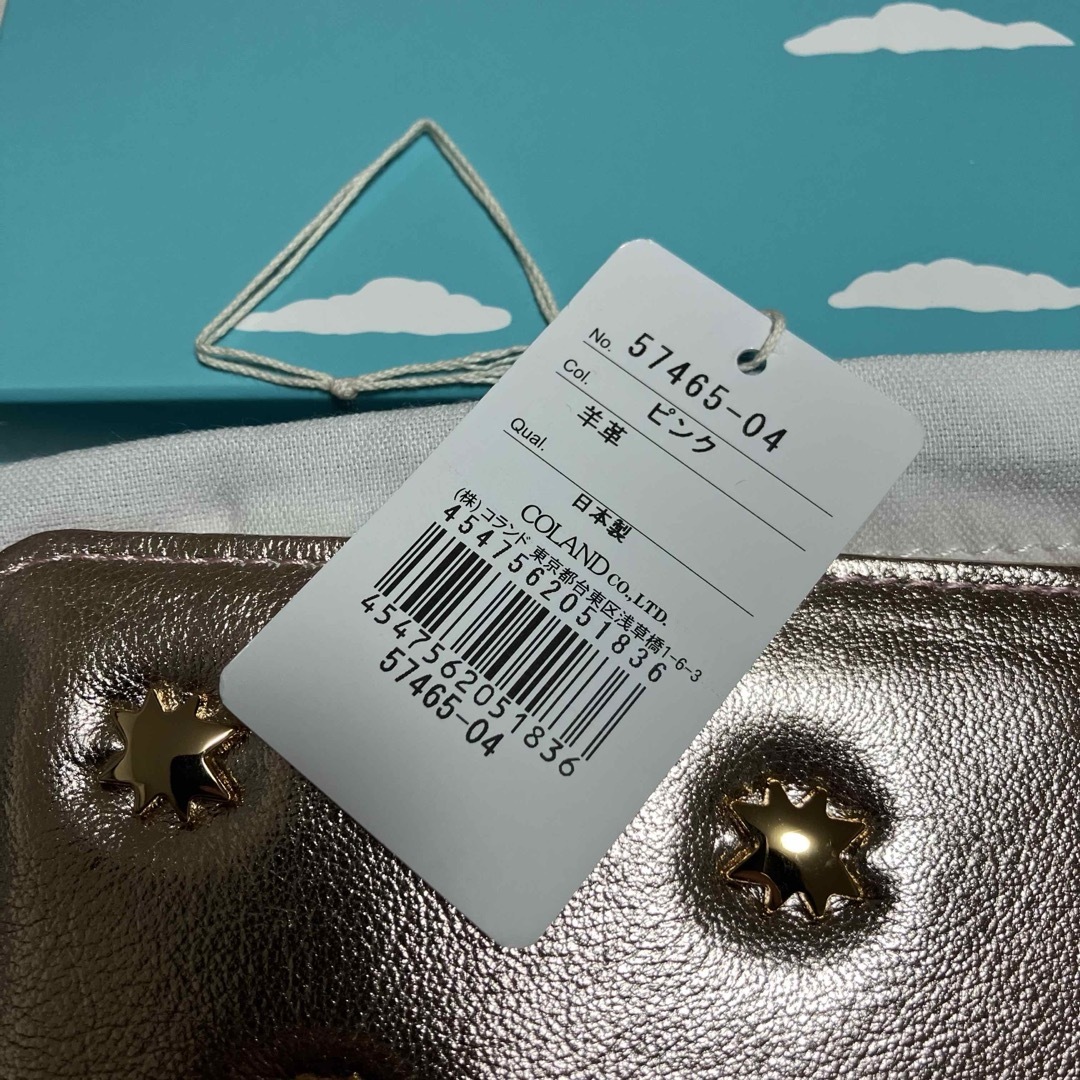 No. 57465-04
Col. ピンク
羊革
Qual.
日本製
COLAND CO.,LTD.
(株)コランド 東京都台東区浅草橋1-6-3
4547562051836
4547562051836
57465-04